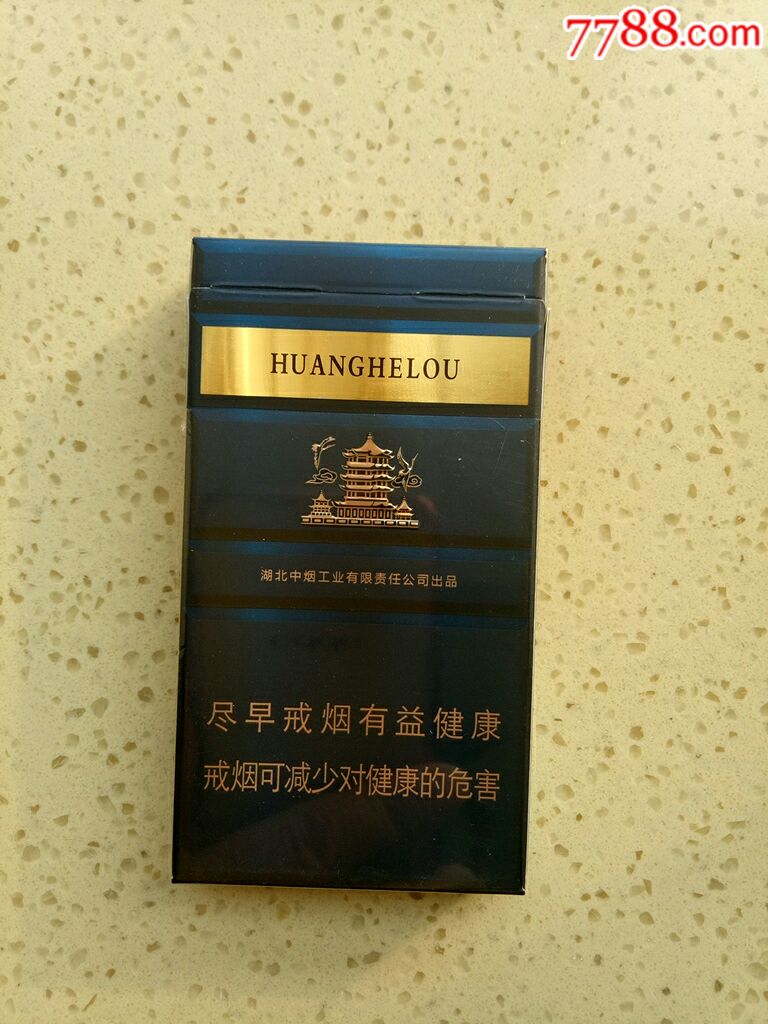 7788.com
HUANGHELOU
湖北中烟工业有限责任公司出品
尽早戒烟有益健康
戒烟可减少对健康的危害